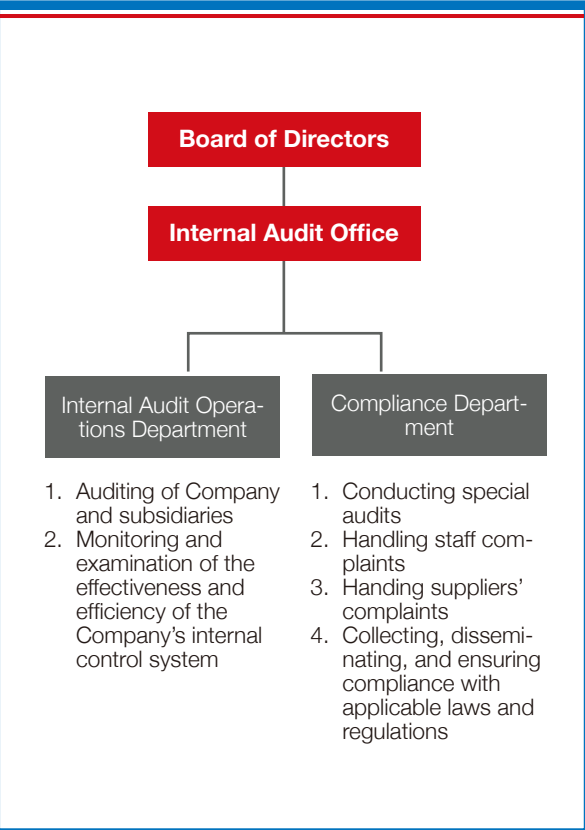 Board of Directors
Internal Audit Office
Internal Audit Opera-
tions Department
1. Auditing of Company
and subsidiaries
2. Monitoring and
examination of the
effectiveness and
efficiency of the
Company’s internal
control system
Compliance Depart-
ment
1. Conducting special
audits
2. Handling staff com-
plaints
3. Handing suppliers’
complaints
4. Collecting, dissemi-
nating, and ensuring
compliance with
applicable laws and
regulations